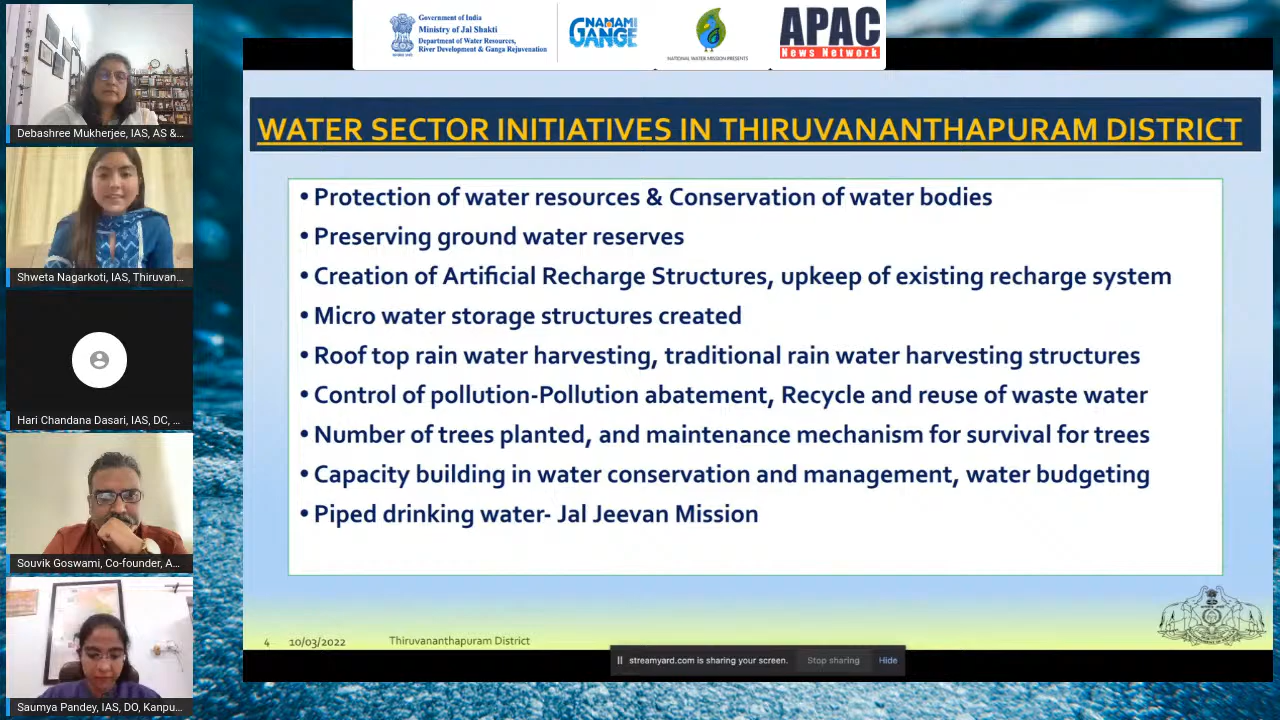 Government of India
Ministry of Jal Shakti
Department of Water Resources,
River Development & Ganga Rejuvenation
NAMAMI
GANGE
NATIONAL WATER MISSION PRESENTS
APAC
News Network
Debashree Mukherjee, IAS, AS &...
Shweta Nagarkoti, IAS, Thiruvan...
Hari Chandana Dasari, IAS, DC, ...
Souvik Goswami, Co-founder, A...
Saumya Pandey, IAS, DO, Kanpu...
WATER SECTOR INITIATIVES IN THIRUVANANTHAPURAM DISTRICT
• Protection of water resources & Conservation of water bodies
• Preserving ground water reserves
• Creation of Artificial Recharge Structures, upkeep of existing recharge system
• Micro water storage structures created
• Roof top rain water harvesting, traditional rain water harvesting structures
• Control of pollution-Pollution abatement, Recycle and reuse of waste water
• Number of trees planted, and maintenance mechanism for survival for trees
• Capacity building in water conservation and management, water budgeting
• Piped drinking water- Jal Jeevan Mission
4 10/03/2022 Thiruvananthapuram District
streamyard.com is sharing your screen. Stop sharing Hide